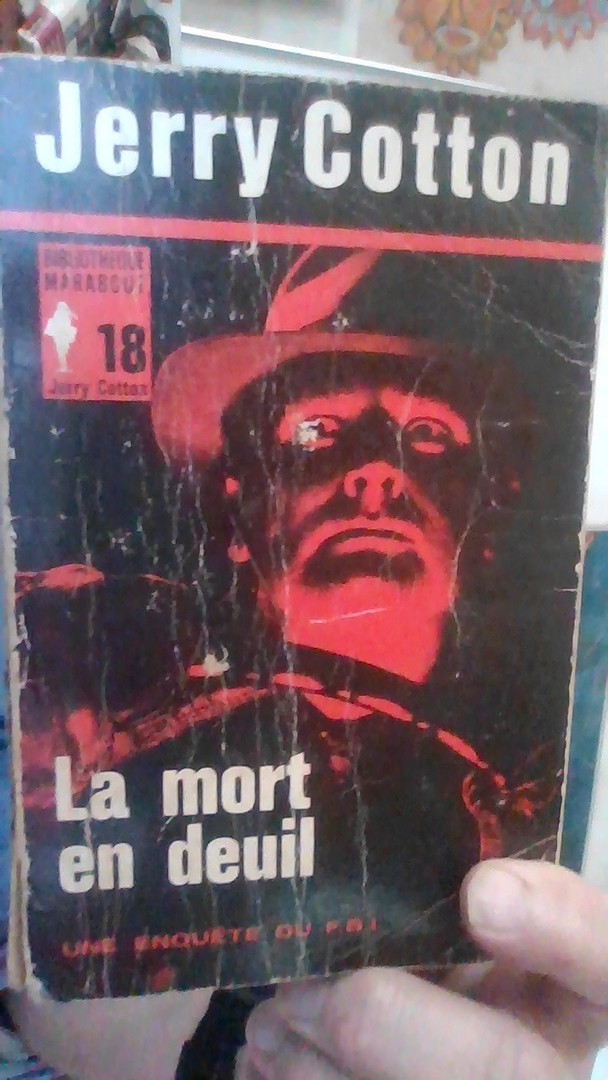 Jerry Cotton
BIBLIOTHEQUE
MARABOUT
18
Jerry Cotton
La mort
en deuil
UNE ENQUÊTE DU F.B.I.